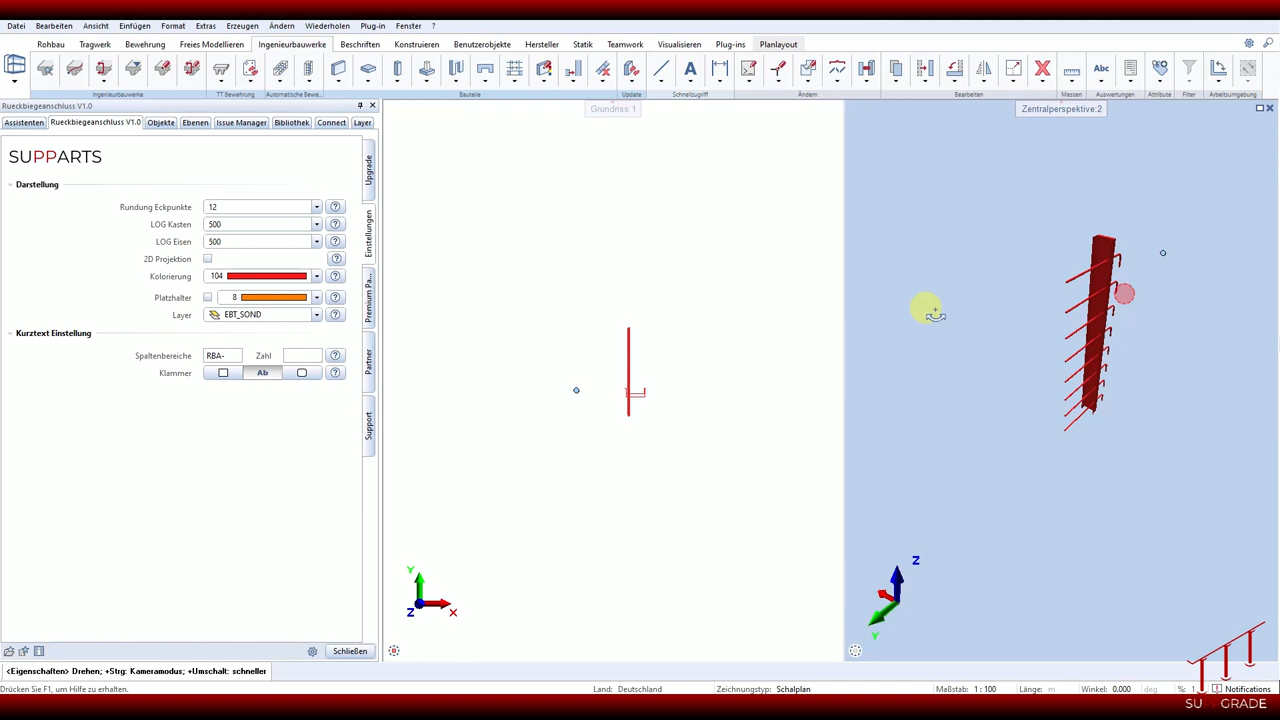 Datei Bearbeiten Ansicht Einfügen Format Extras Erzeugen Ändern Wiederholen Plug-in Fenster ?
Rohbau Tragwerk Bewehrung Freies Modellieren Ingenieurbauwerke Beschriften Konstruieren Benutzerobjekte Hersteller Statik Teamwork Visualisieren Plug-ins Planlayout
A Abc
Ingenieurbauwerke TT Bewehrung Automatische Bewe... Bauteile Update Schnellzugriff Ändern Bearbeiten Messen Auswertungen Attribute Filter Arbeitsumgebung
Rueckbiegeanschluss V1.0
Assistenten Rueckbiegeanschluss V1.0 Objekte Ebenen Issue Manager Bibliothek Connect Layer
Grundriss:1
Zentralperspektive:2
SUPPARTS
Darstellung
Rundung Eckpunkte 12 ?
LOG Kasten 500 ?
LOG Eisen 500 ?
2D Projektion ?
Kolorierung 104 ?
Platzhalter 8 ?
Layer EBT_SOND ?
Kurztext Einstellung
Spaltenbereiche RBA- Zahl ?
Klammer Ab ?
Upgrade
Einstellungen
Premium Pa...
Partner
Support
Y
Z X
Z
Y
Schließen
<Eigenschaften> Drehen; +Strg: Kameramodus; +Umschalt: schneller
Drücken Sie F1, um Hilfe zu erhalten. Land: Deutschland Zeichnungstyp: Schalplan Maßstab: 1 : 100 Länge: m Winkel: 0.000 deg %: 1 Notifications
SUPPGRADE